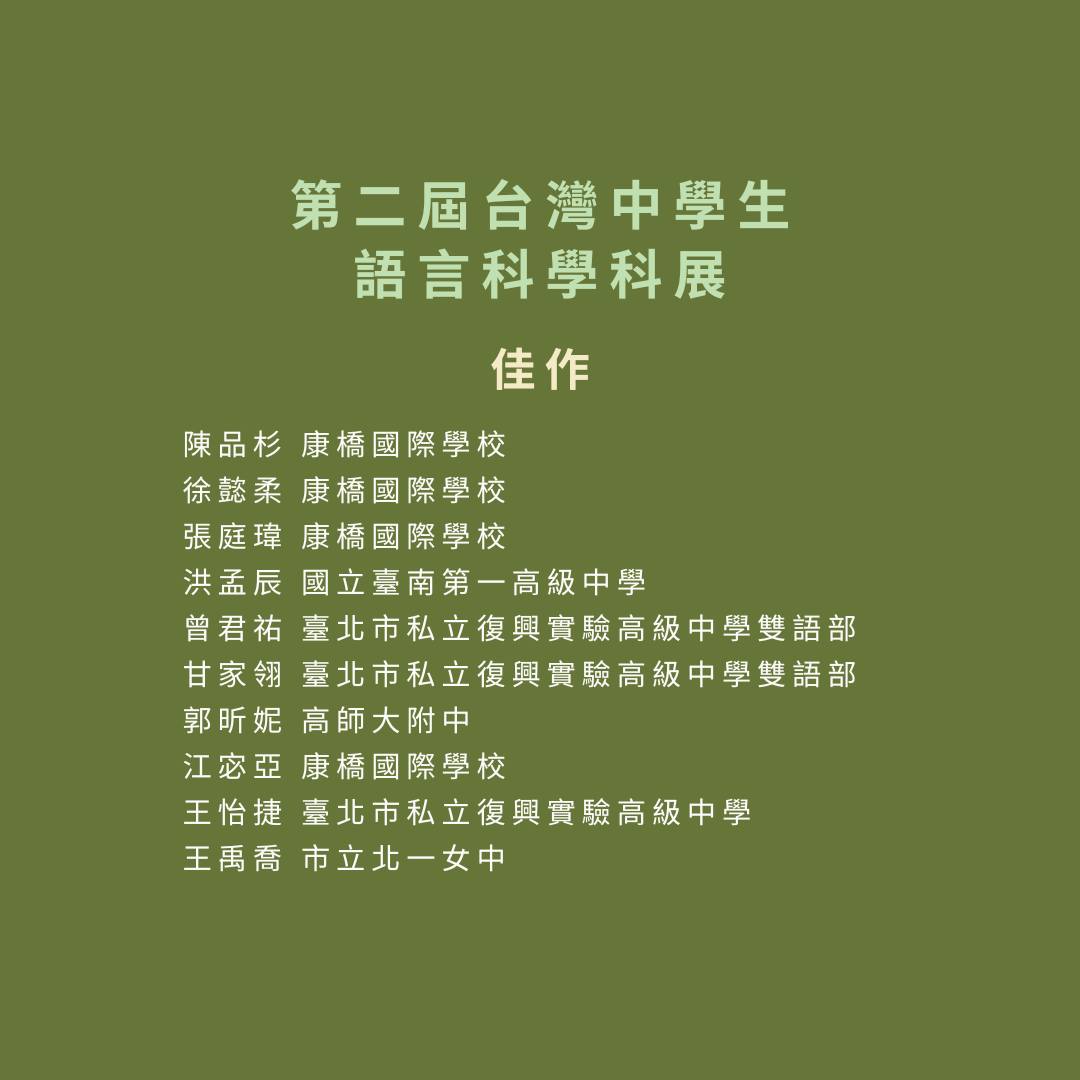 第二屆台灣中學生
語言科學科展
佳作
陳品杉 康橋國際學校
徐懿柔 康橋國際學校
張庭瑋 康橋國際學校
洪孟辰 國立臺南第一高級中學
曾君祐 臺北市私立復興實驗高級中學雙語部
甘家翎 臺北市私立復興實驗高級中學雙語部
郭昕妮 高師大附中
江宓亞 康橋國際學校
王怡捷 臺北市私立復興實驗高級中學
王禹喬 市立北一女中